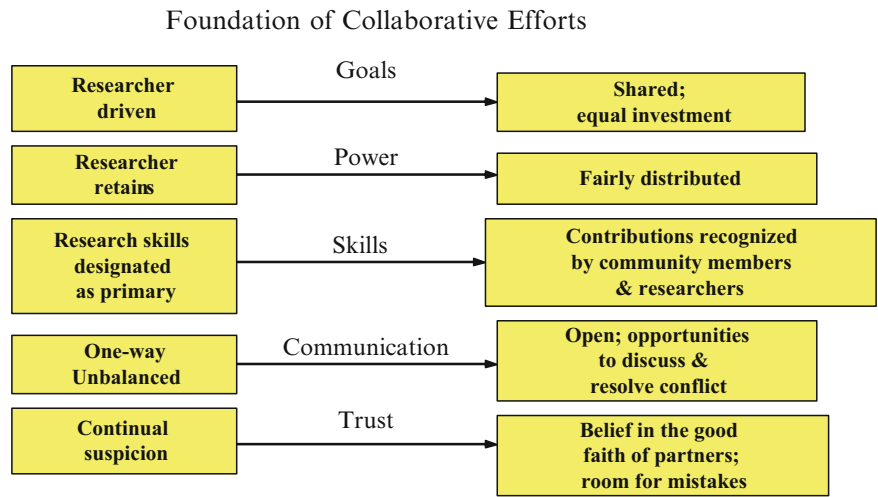 Foundation of Collaborative Efforts
Researcher
driven
Goals
Shared;
equal investment
Researcher
retains
Power
Fairly distributed
Research skills
designated
as primary
Skills
Contributions recognized
by community members
& researchers
One-way
Unbalanced
Communication
Open; opportunities
to discuss &
resolve conflict
Continual
suspicion
Trust
Belief in the good
faith of partners;
room for mistakes